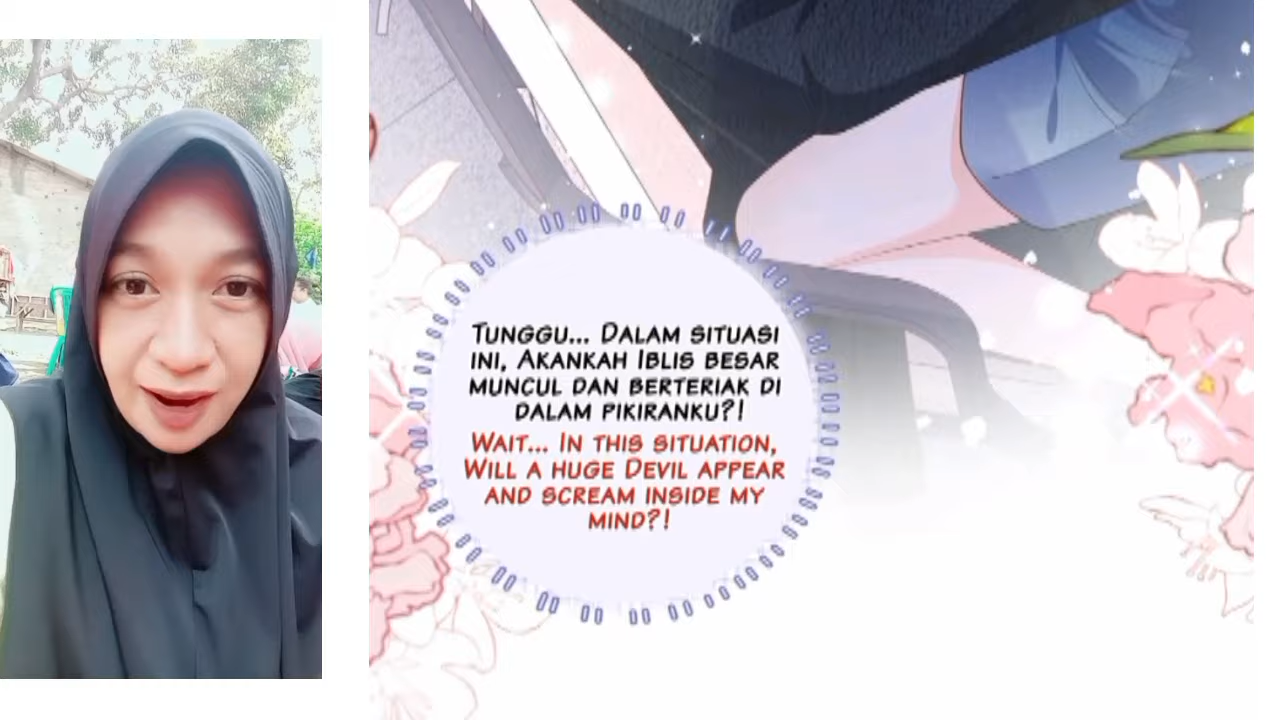 TUNGGU... DALAM SITUASI
INI, AKANKAH IBLIS BESAR
MUNCUL DAN BERTERIAK DI
DALAM PIKIRANKU?!
WAIT... IN THIS SITUATION,
WILL A HUGE DEVIL APPEAR
AND SCREAM INSIDE MY
MIND?!